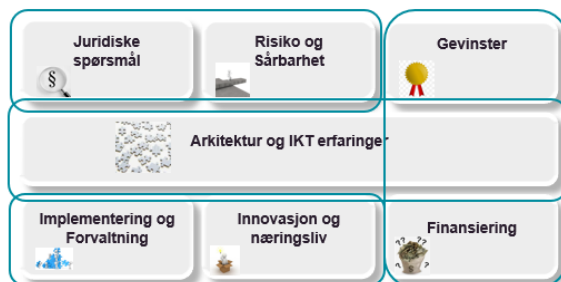 Juridiske
spørsmål
§
Risiko og
Sårbarhet
Gevinster
Arkitektur og IKT erfaringer
Implementering og
Forvaltning
Innovasjon og
næringsliv
Finansiering
??
??
?
?